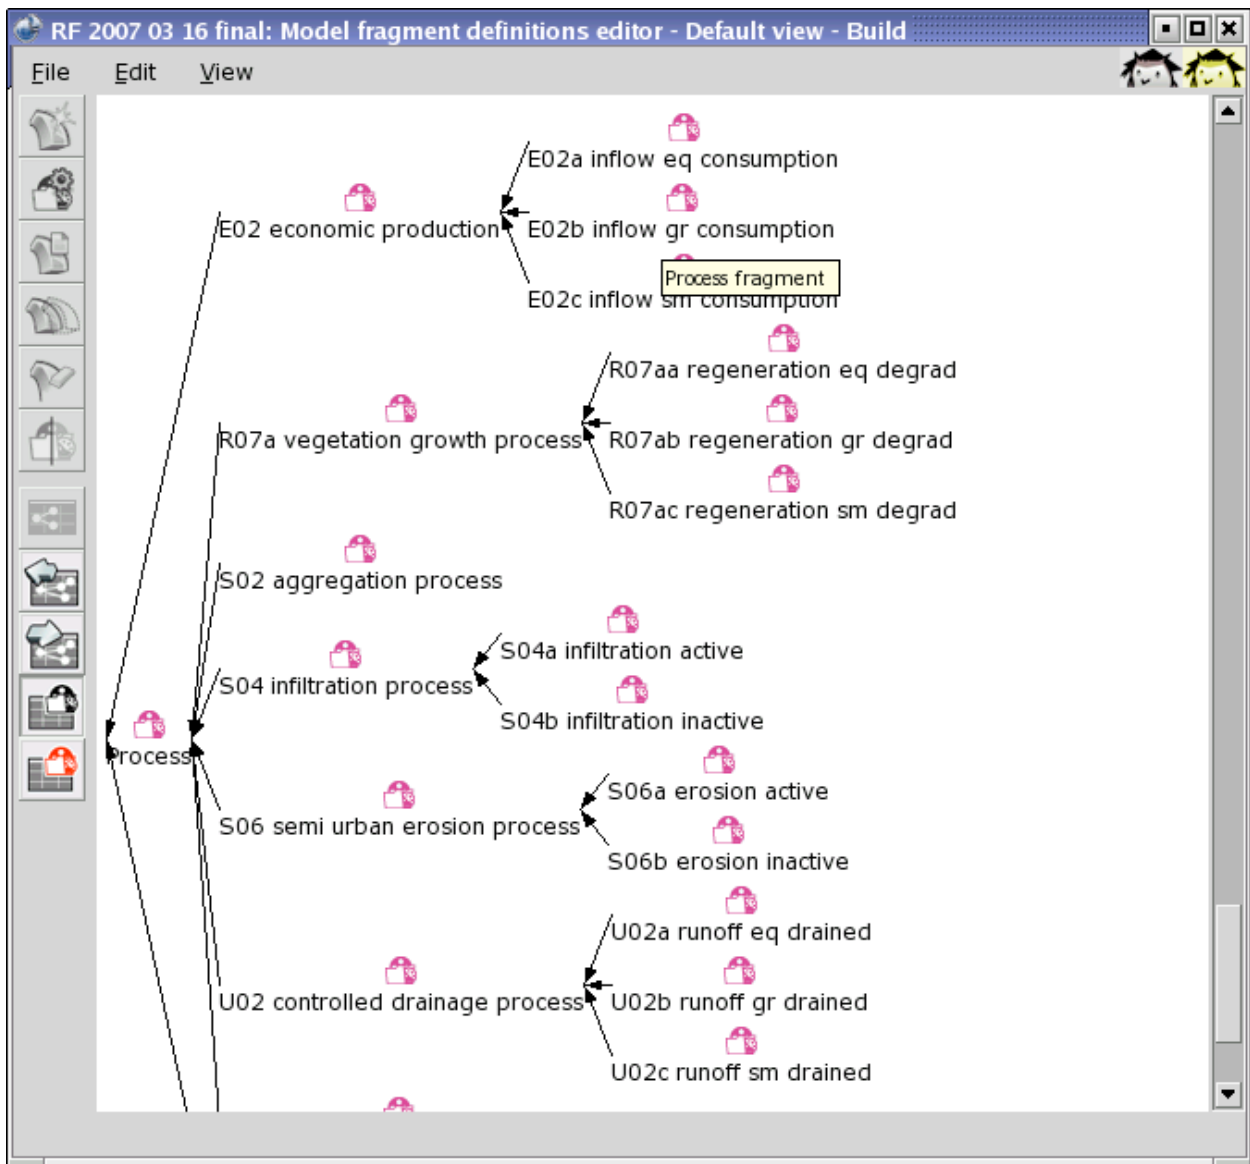 RF 2007 03 16 final: Model fragment definitions editor - Default view - Build
File Edit View
E02a inflow eq consumption
E02 economic production
E02b inflow gr consumption
Process fragment
E02c inflow sm consumption
R07aa regeneration eq degrad
R07a vegetation growth process
R07ab regeneration gr degrad
R07ac regeneration sm degrad
S02 aggregation process
S04a infiltration active
S04 infiltration process
S04b infiltration inactive
Process
S06a erosion active
S06 semi urban erosion process
S06b erosion inactive
U02a runoff eq drained
U02 controlled drainage process
U02b runoff gr drained
U02c runoff sm drained